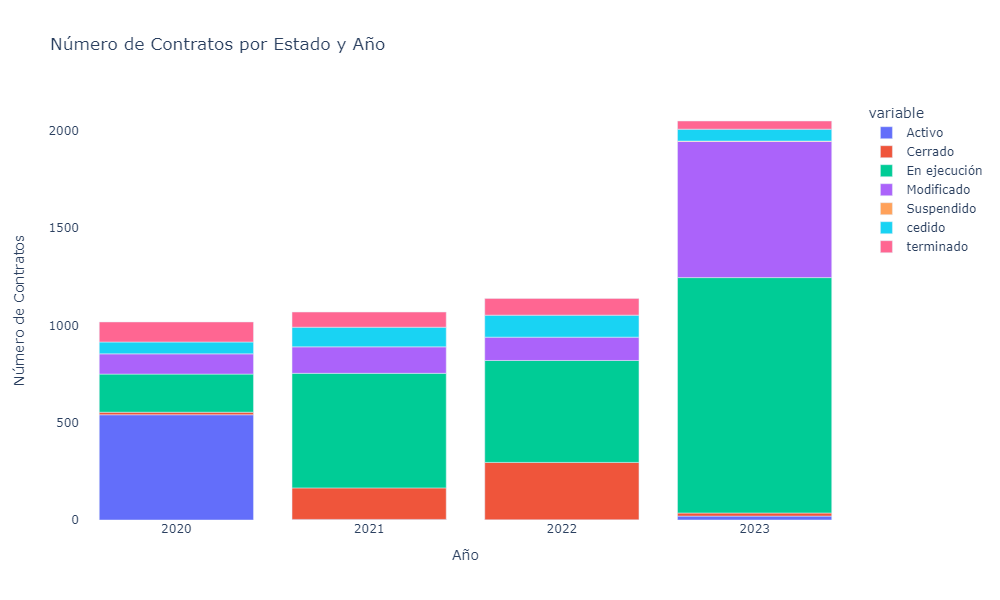 Número de Contratos por Estado y Año
variable
Activo
Cerrado
En ejecución
Modificado
Suspendido
cedido
terminado
Número de Contratos
2000
1500
1000
500
0
2020
2021
2022
2023
Año